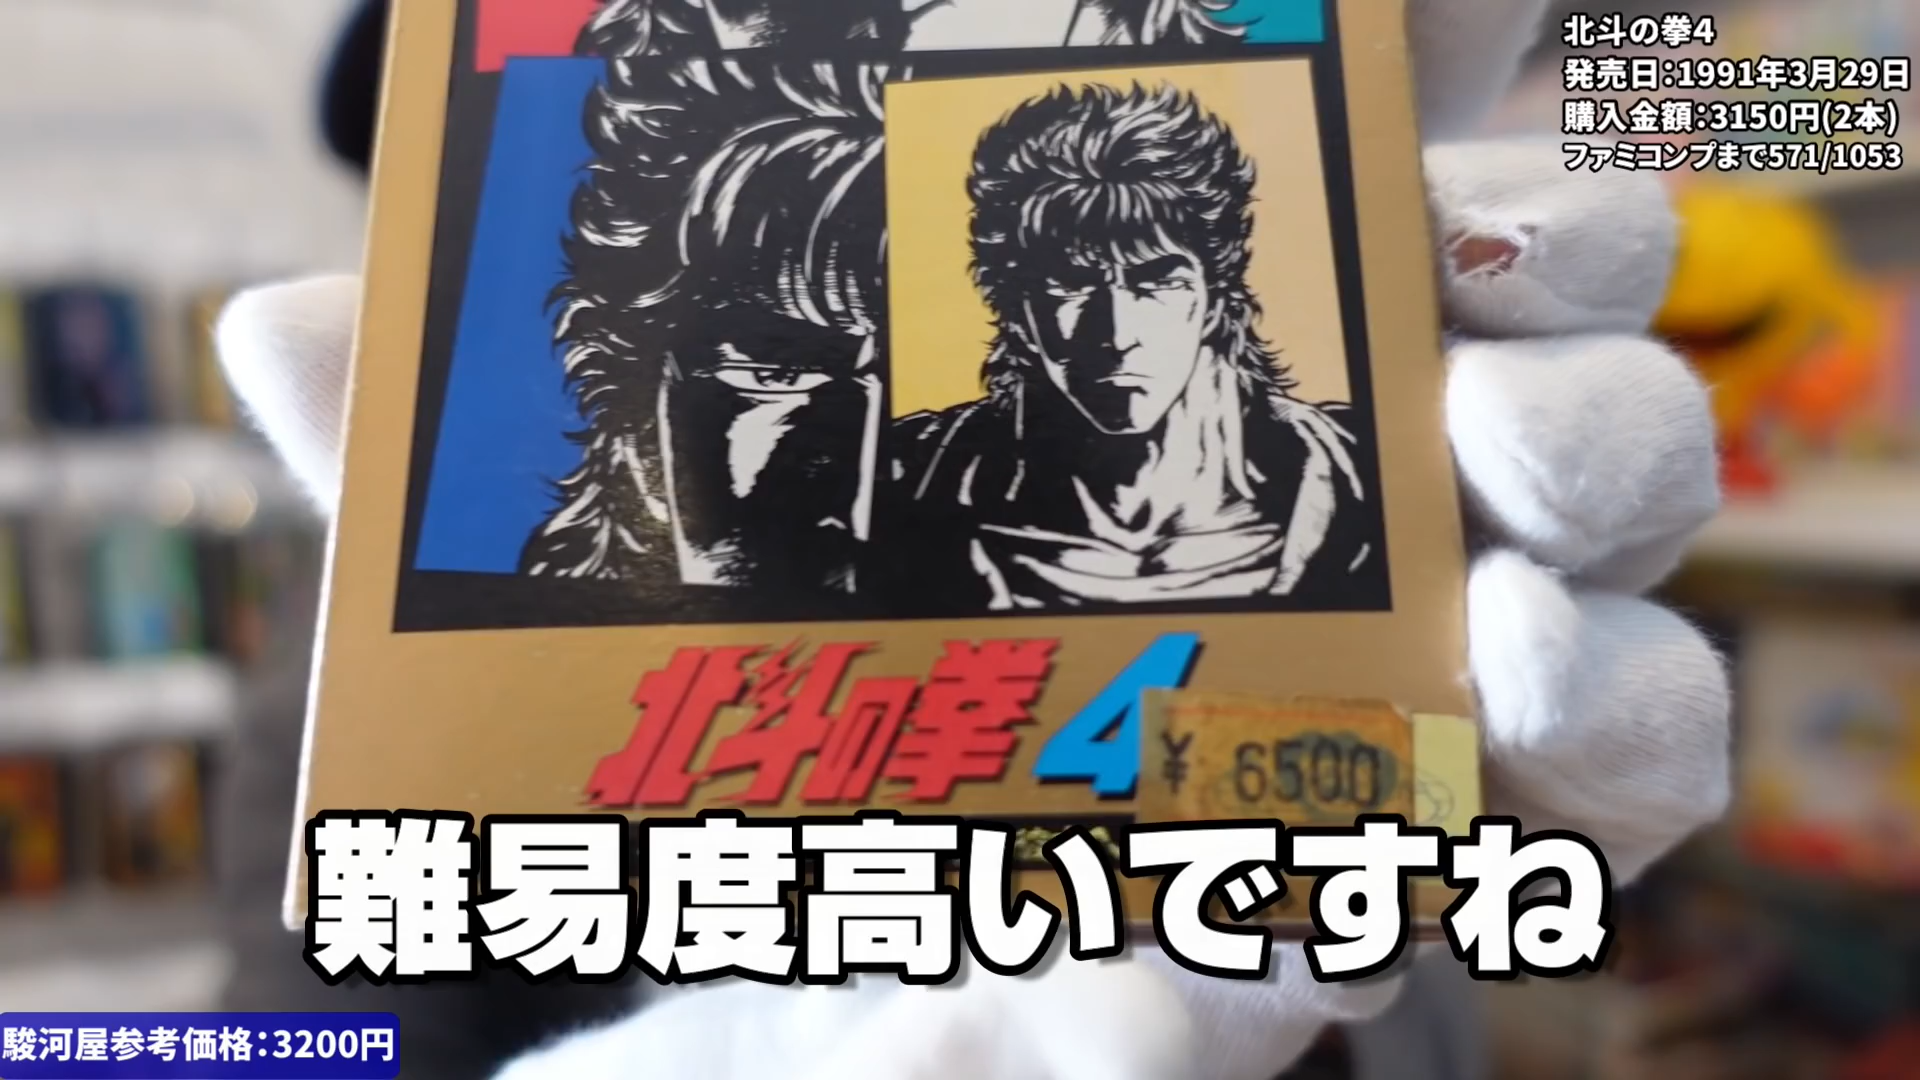 北斗の拳4
発売日:1991年3月29日
購入金額:3150円(2本)
ファミコンプまで571/1053
北斗の拳4
¥ 6500
難易度高いですね
駿河屋参考価格:3200円